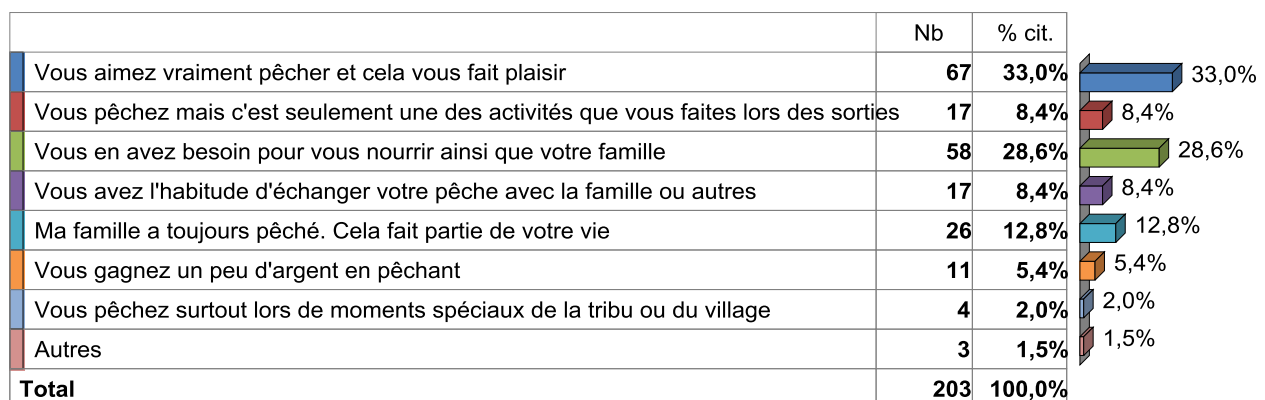 Nb % cit.
Vous aimez vraiment pêcher et cela vous fait plaisir 67 33,0% 33,0%
Vous pêchez mais c'est seulement une des activités que vous faites lors des sorties 17 8,4% 8,4%
Vous en avez besoin pour vous nourrir ainsi que votre famille 58 28,6% 28,6%
Vous avez l'habitude d'échanger votre pêche avec la famille ou autres 17 8,4% 8,4%
Ma famille a toujours pêché. Cela fait partie de votre vie 26 12,8% 12,8%
Vous gagnez un peu d'argent en pêchant 11 5,4% 5,4%
Vous pêchez surtout lors de moments spéciaux de la tribu ou du village 4 2,0% 2,0%
Autres 3 1,5% 1,5%
Total 203 100,0%